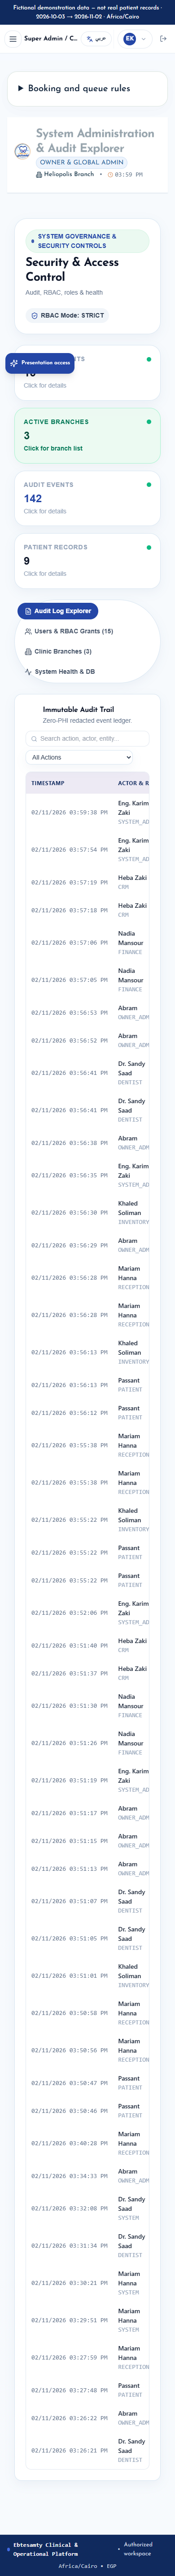 Fictional demonstration data — not real patient records ·
2026-10-03 → 2026-11-02 · Africa/Cairo
Super Admin / C...
عربي
EK
Booking and queue rules
System Administration
& Audit Explorer
OWNER & GLOBAL ADMIN
Heliopolis Branch • 03:59 PM
SYSTEM GOVERNANCE &
SECURITY CONTROLS
Security & Access
Control
Audit, RBAC, roles & health
RBAC Mode: STRICT
Presentation access
Click for details
ACTIVE BRANCHES
3
Click for branch list
AUDIT EVENTS
142
Click for details
PATIENT RECORDS
9
Click for details
Audit Log Explorer
Users & RBAC Grants (15)
Clinic Branches (3)
System Health & DB
Immutable Audit Trail
Zero-PHI redacted event ledger.
Search action, actor, entity...
All Actions
TIMESTAMP ACTOR & R
02/11/2026 03:59:38 PM Eng. Karim Zaki SYSTEM_AD
02/11/2026 03:57:54 PM Eng. Karim Zaki SYSTEM_AD
02/11/2026 03:57:19 PM Heba Zaki CRM
02/11/2026 03:57:18 PM Heba Zaki CRM
02/11/2026 03:57:06 PM Nadia Mansour FINANCE
02/11/2026 03:57:05 PM Nadia Mansour FINANCE
02/11/2026 03:56:53 PM Abram OWNER_ADM
02/11/2026 03:56:52 PM Abram OWNER_ADM
02/11/2026 03:56:41 PM Dr. Sandy Saad DENTIST
02/11/2026 03:56:41 PM Dr. Sandy Saad DENTIST
02/11/2026 03:56:38 PM Abram OWNER_ADM
02/11/2026 03:56:35 PM Eng. Karim Zaki SYSTEM_AD
02/11/2026 03:56:30 PM Khaled Soliman INVENTORY
02/11/2026 03:56:29 PM Abram OWNER_ADM
02/11/2026 03:56:28 PM Mariam Hanna RECEPTION
02/11/2026 03:56:28 PM Mariam Hanna RECEPTION
02/11/2026 03:56:13 PM Khaled Soliman INVENTORY
02/11/2026 03:56:13 PM Passant PATIENT
02/11/2026 03:56:12 PM Passant PATIENT
02/11/2026 03:55:38 PM Mariam Hanna RECEPTION
02/11/2026 03:55:38 PM Mariam Hanna RECEPTION
02/11/2026 03:55:22 PM Khaled Soliman INVENTORY
02/11/2026 03:55:22 PM Passant PATIENT
02/11/2026 03:55:22 PM Passant PATIENT
02/11/2026 03:52:06 PM Eng. Karim Zaki SYSTEM_AD
02/11/2026 03:51:40 PM Heba Zaki CRM
02/11/2026 03:51:37 PM Heba Zaki CRM
02/11/2026 03:51:30 PM Nadia Mansour FINANCE
02/11/2026 03:51:26 PM Nadia Mansour FINANCE
02/11/2026 03:51:19 PM Eng. Karim Zaki SYSTEM_AD
02/11/2026 03:51:17 PM Abram OWNER_ADM
02/11/2026 03:51:15 PM Abram OWNER_ADM
02/11/2026 03:51:13 PM Abram OWNER_ADM
02/11/2026 03:51:07 PM Dr. Sandy Saad DENTIST
02/11/2026 03:51:05 PM Dr. Sandy Saad DENTIST
02/11/2026 03:51:01 PM Khaled Soliman INVENTORY
02/11/2026 03:50:58 PM Mariam Hanna RECEPTION
02/11/2026 03:50:56 PM Mariam Hanna RECEPTION
02/11/2026 03:50:47 PM Passant PATIENT
02/11/2026 03:50:46 PM Passant PATIENT
02/11/2026 03:40:28 PM Mariam Hanna RECEPTION
02/11/2026 03:34:33 PM Abram OWNER_ADM
02/11/2026 03:32:08 PM Dr. Sandy Saad SYSTEM
02/11/2026 03:31:34 PM Dr. Sandy Saad DENTIST
02/11/2026 03:30:21 PM Mariam Hanna SYSTEM
02/11/2026 03:29:51 PM Mariam Hanna SYSTEM
02/11/2026 03:27:59 PM Mariam Hanna RECEPTION
02/11/2026 03:27:48 PM Passant PATIENT
02/11/2026 03:26:22 PM Abram OWNER_ADM
02/11/2026 03:26:21 PM Dr. Sandy Saad DENTIST
Ebtesamty Clinical &
Operational Platform
• Authorized
workspace
Africa/Cairo • EGP